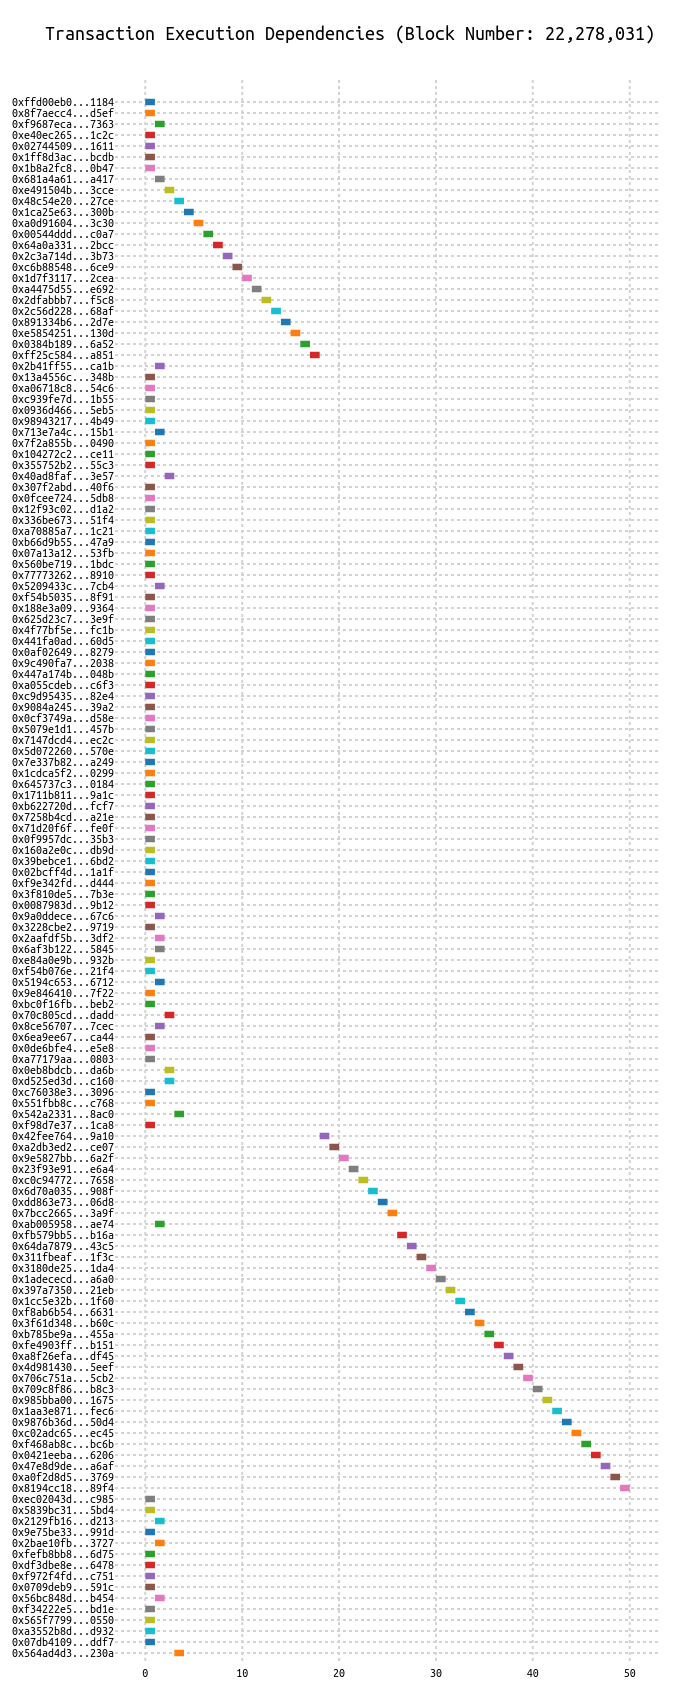 Transaction Execution Dependencies (Block Number: 22,278,031)
0xffd00eb0...1184
0x8f7aecc4...d5ef
0xf9687eca...7363
0xe40ec265...1c2c
0x02744509...1611
0x1ff8d3ac...bcdb
0x1b8a2fc8...0b47
0x681a4a61...a417
0xe491504b...3cce
0x48c54e20...27ce
0x1ca25e63...300b
0xa0d91604...3c30
0x00544ddd...c0a7
0x64a0a331...2bcc
0x2c3a714d...3b73
0xc6b88548...6ce9
0x1d7f3117...2cea
0xa4475d55...e692
0x2dfabbb7...f5c8
0x2c56d228...68af
0x891334b6...2d7e
0xe5854251...130d
0x0384b189...6a52
0xff25c584...a851
0x2b41ff55...ca1b
0x13a4556c...348b
0xa06718c8...54c6
0xc939fe7d...1b55
0x0936d466...5eb5
0x98943217...4b49
0x713e7a4c...15b1
0x7f2a855b...0490
0x104272c2...ce11
0x355752b2...55c3
0x40ad8faf...3e57
0x307f2abd...40f6
0x0fcee724...5db8
0x12f93c02...d1a2
0x336be673...51f4
0xa70885a7...1c21
0xb66d9b55...47a9
0x07a13a12...53fb
0x560be719...1bdc
0x77773262...8910
0x5209433c...7cb4
0xf54b5035...8f91
0x188e3a09...9364
0x625d23c7...3e9f
0x4f77bf5e...fc1b
0x441fa0ad...60d5
0x0af02649...8279
0x9c490fa7...2038
0x447a174b...048b
0xa055cdeb...c6f3
0xc9d95435...82e4
0x9084a245...39a2
0x0cf3749a...d58e
0x5079e1d1...457b
0x7147dcd4...ec2c
0x5d072260...570e
0x7e337b82...a249
0x1cdca5f2...0299
0x645737c3...0184
0x1711b811...9a1c
0xb622720d...fcf7
0x7258b4cd...a21e
0x71d20f6f...fe0f
0x0f9957dc...35b3
0x160a2e0c...db9d
0x39bebce1...6bd2
0x02bcff4d...1a1f
0xf9e342fd...d444
0x3f810de5...7b3e
0x0087983d...9b12
0x9a0ddece...67c6
0x3228cbe2...9719
0x2aafdf5b...3df2
0x6af3b122...5845
0xe84a0e9b...932b
0xf54b076e...21f4
0x5194c653...6712
0x9e846410...7f22
0xbc0f16fb...beb2
0x70c805cd...dadd
0x8ce56707...7cec
0x6ea9ee67...ca44
0x0de6bfe4...e5e8
0xa77179aa...0803
0x0eb8bdcb...da6b
0xd525ed3d...c160
0xc76038e3...3096
0x551fbb8c...c768
0x542a2331...8ac0
0xf98d7e37...1ca8
0x42fee764...9a10
0xa2db3ed2...ce07
0x9e5827bb...6a2f
0x23f93e91...e6a4
0xc0c94772...7658
0x6d70a035...908f
0xdd863e73...06d8
0x7bcc2665...3a9f
0xab005958...ae74
0xfb579bb5...b16a
0x64da7879...43c5
0x311fbeaf...1f3c
0x3180de25...1da4
0x1adececd...a6a0
0x397a7350...21eb
0x1cc5e32b...1f60
0xf8ab6b54...6631
0x3f61d348...b60c
0xb785be9a...455a
0xfe4903ff...b151
0xa8f26efa...df45
0x4d981430...5eef
0x706c751a...5cb2
0x709c8f86...b8c3
0x985bba00...1675
0x1aa3e871...fec6
0x9876b36d...50d4
0xc02adc65...ec45
0xf468ab8c...bc6b
0x0421eeba...6206
0x47e8d9de...a6af
0xa0f2d8d5...3769
0x8194cc18...89f4
0xec02043d...c985
0x5839bc31...5bd4
0x2129fb16...d213
0x9e75be33...991d
0x2bae10fb...3727
0xfefb8bb8...6d75
0xdf3dbe8e...6478
0xf972f4fd...c751
0x0709deb9...591c
0x56bc848d...b454
0xf34222e5...bd1e
0x565f7799...0550
0xa3552b8d...d932
0x07db4109...ddf7
0x564ad4d3...230a
0 10 20 30 40 50